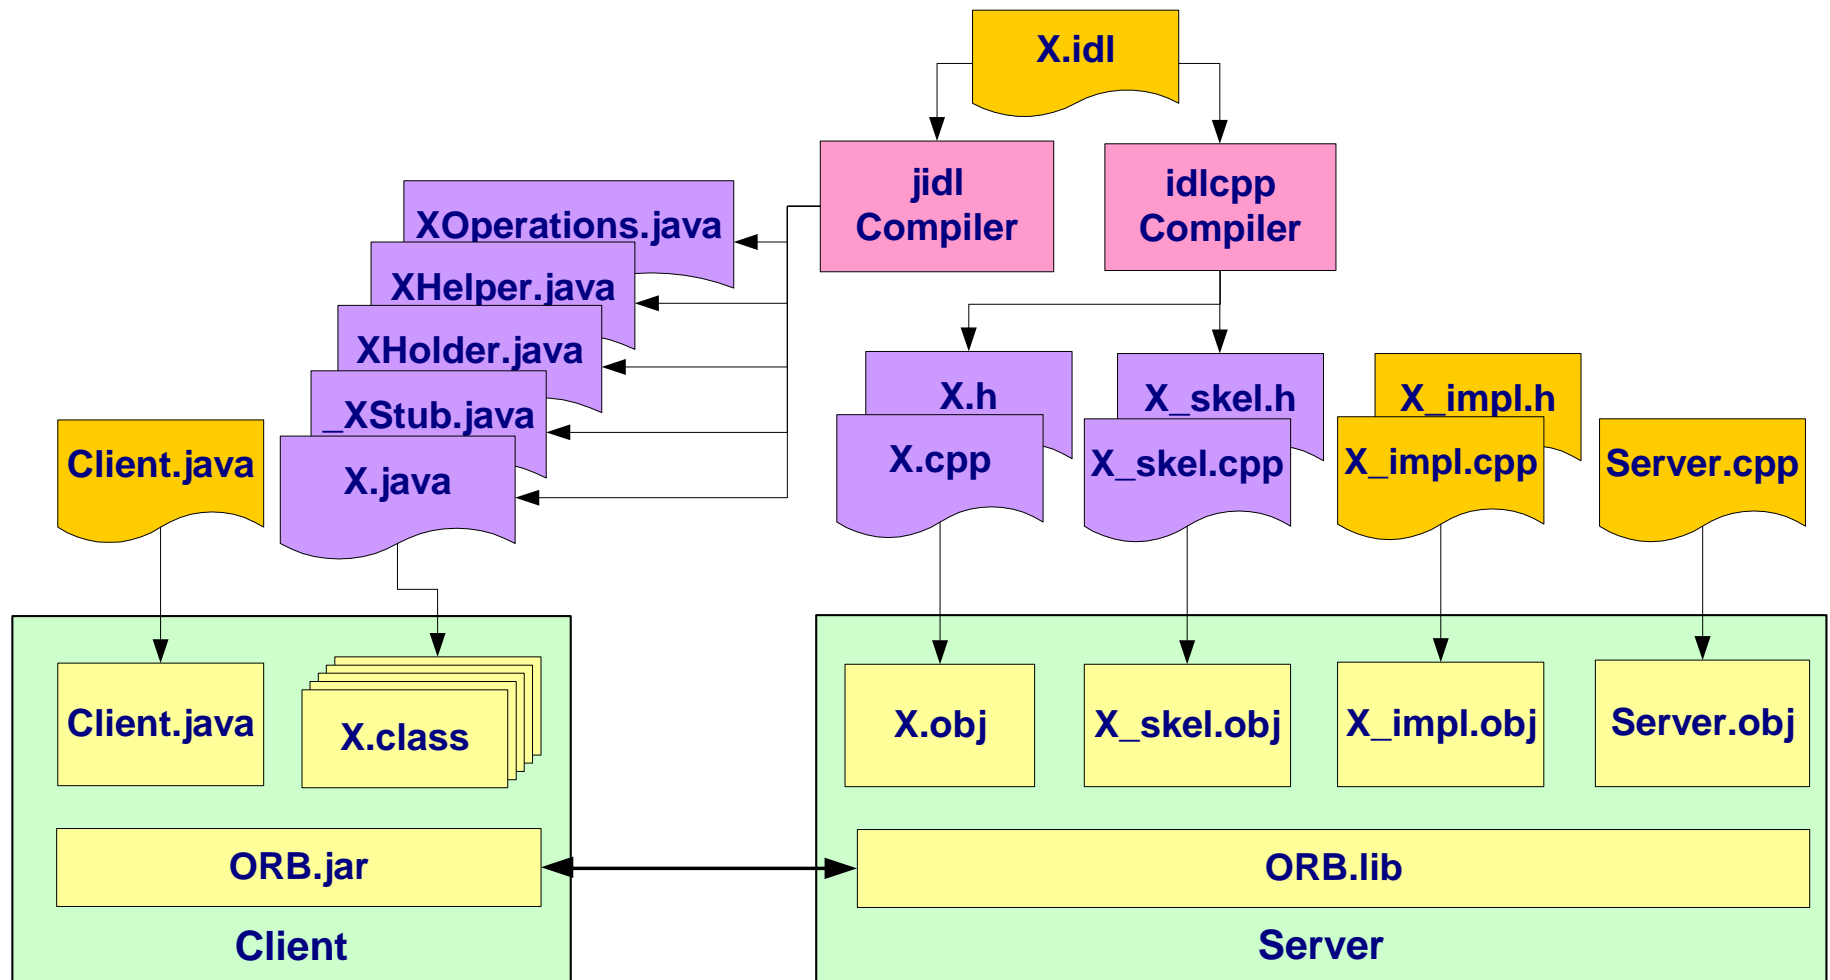 X.idl
jidl
Compiler
idlcpp
Compiler
XOperations.java
XHelper.java
XHolder.java
_XStub.java
X.java
Client.java
X.h
X.cpp
X_skel.h
X_skel.cpp
X_impl.h
X_impl.cpp
Server.cpp
Client.java
X.class
X.obj
X_skel.obj
X_impl.obj
Server.obj
ORB.jar
ORB.lib
Client
Server